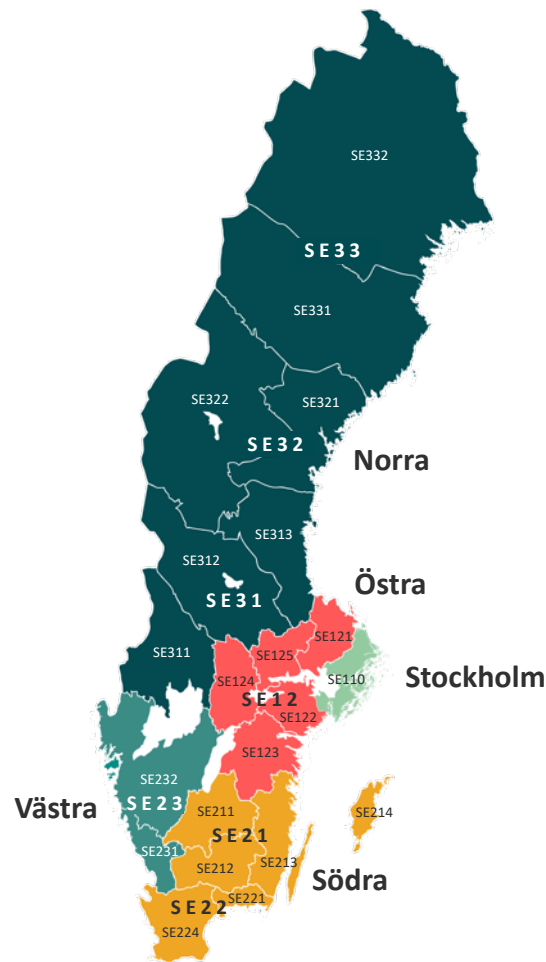 SE332
SE33
SE331
SE322
SE321
SE32
Norra
SE313
SE312
SE31
Östra
SE311
SE121
SE125
SE124
SE110
Stockholm
SE12
SE122
SE123
SE232
Västra
SE23
SE211
SE214
SE231
SE21
SE212
SE213
Södra
SE221
SE22
SE224